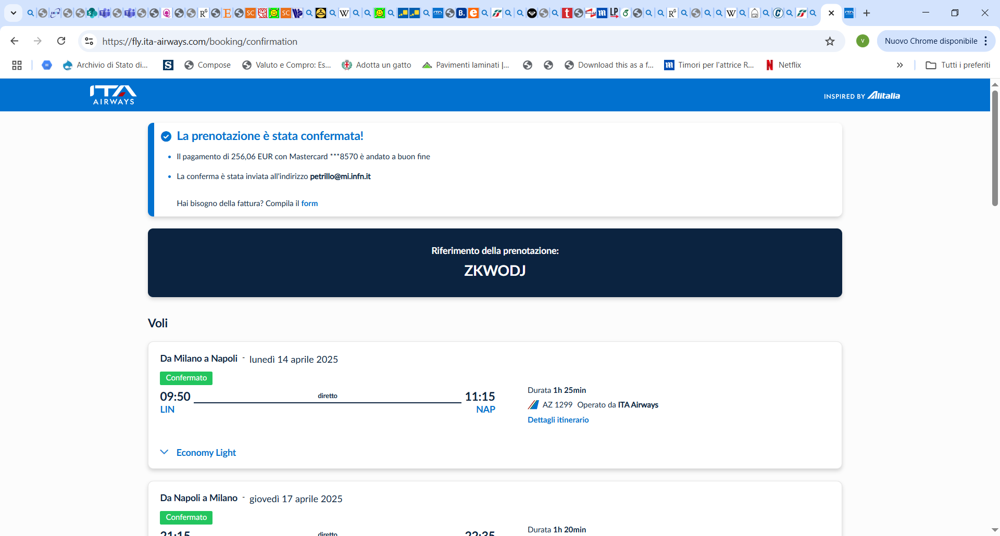 https://fly.ita-airways.com/booking/confirmation
V
Nuovo Chrome disponibile
Archivio di Stato di...
S
Compose
Valuto e Compro: Es...
Adotta un gatto
Pavimenti laminati |...
Download this as a f...
m
Timori per l'attrice R...
N
Netflix
»
Tutti i preferiti
ITA
AIRWAYS
INSPIRED BY Alitalia
La prenotazione è stata confermata!
• Il pagamento di 256,06 EUR con Mastercard ***8570 è andato a buon fine
• La conferma è stata inviata all'indirizzo petrillo@mi.infn.it
Hai bisogno della fattura? Compila il form
Riferimento della prenotazione:
ZKWODJ
Voli
Da Milano a Napoli - lunedì 14 aprile 2025
Confermato
09:50 diretto 11:15
LIN NAP
Durata 1h 25min
AZ 1299 Operato da ITA Airways
Dettagli itinerario
Economy Light
Da Napoli a Milano - giovedì 17 aprile 2025
Confermato
21:15 diretto 22:35
Durata 1h 20min